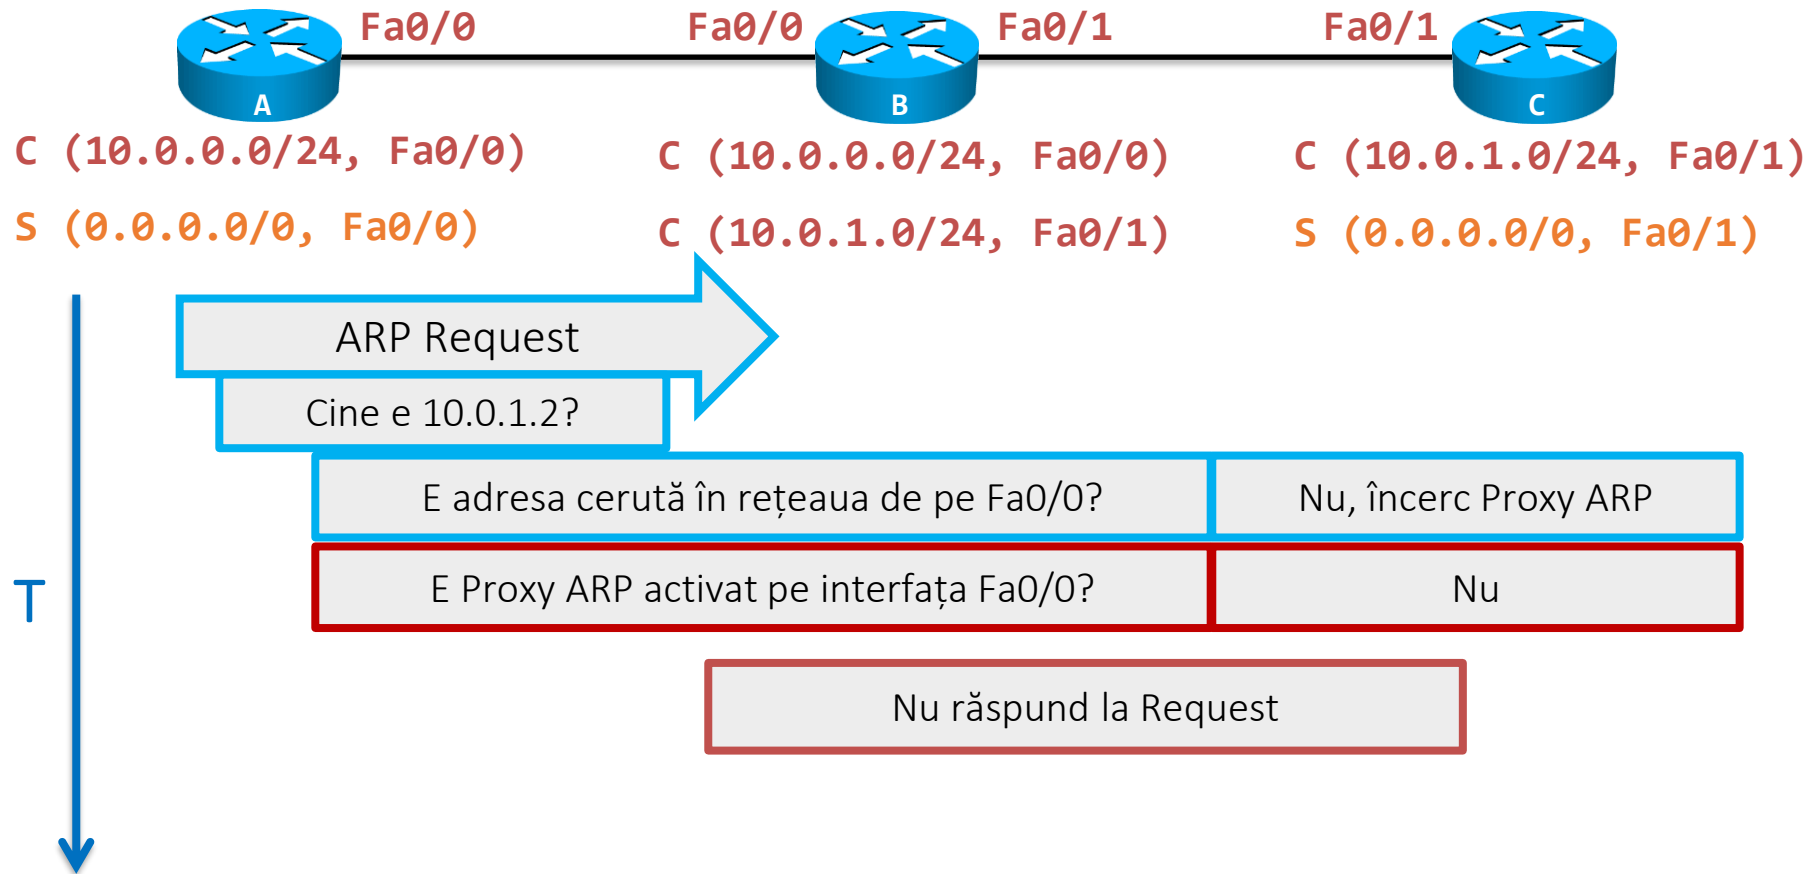 Fa0/0 Fa0/0 Fa0/1 Fa0/1
A B C
C (10.0.0.0/24, Fa0/0) C (10.0.0.0/24, Fa0/0) C (10.0.1.0/24, Fa0/1)
S (0.0.0.0/0, Fa0/0) C (10.0.1.0/24, Fa0/1) S (0.0.0.0/0, Fa0/1)
ARP Request
Cine e 10.0.1.2?
E adresa cerută în rețeaua de pe Fa0/0? Nu, încerc Proxy ARP
E Proxy ARP activat pe interfața Fa0/0? Nu
T
Nu răspund la Request